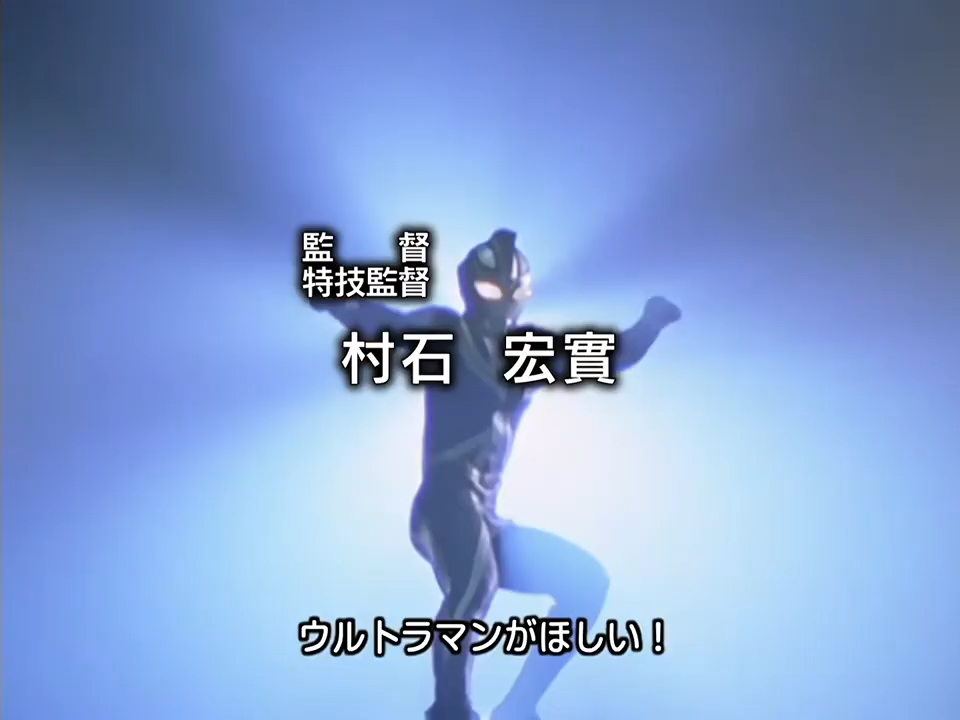 監　　督
特技監督
村石　宏實
ウルトラマンがほしい！